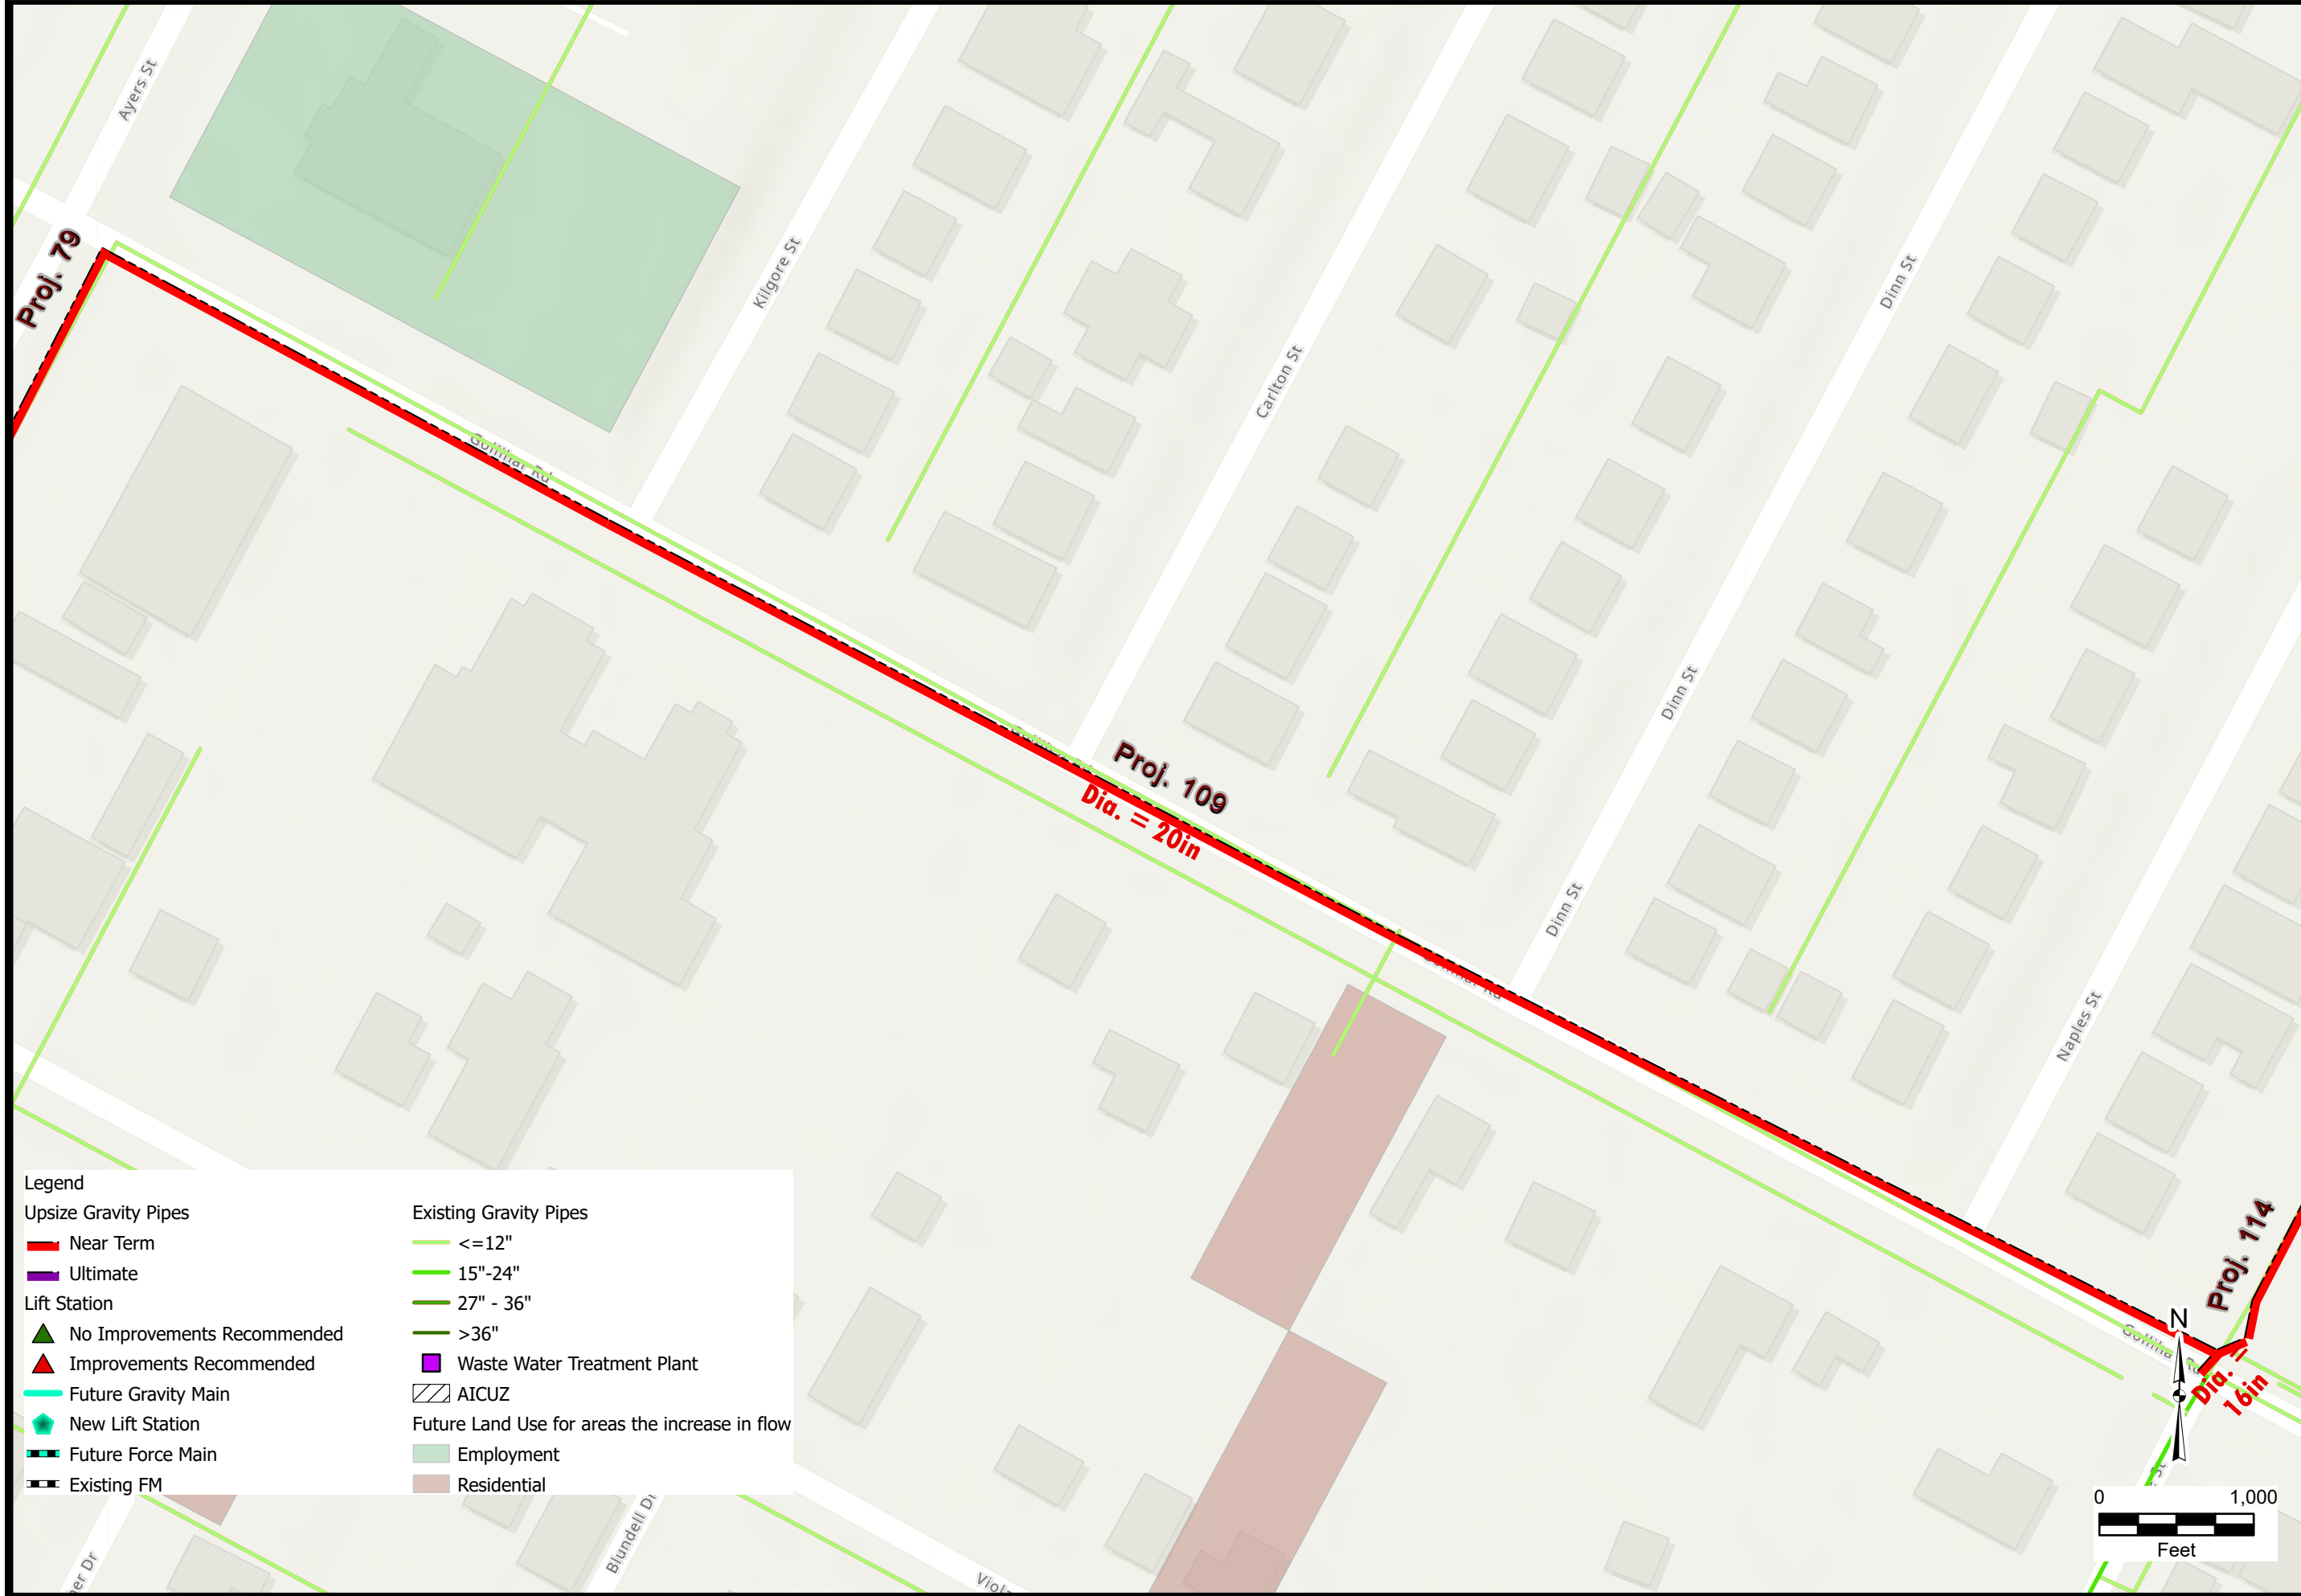 Ayers St
Proj. 79
Kilgore St
Carlton St
Dinn St
Gollihar Rd
Dinn St
Proj. 109
Dia. = 20in
Dinn St
Gollihar Rd
Naples St
Proj. 114
N
Dia. =
16in
St
Legend
Upsize Gravity Pipes
Near Term
Ultimate
Lift Station
No Improvements Recommended
Improvements Recommended
Future Gravity Main
New Lift Station
Future Force Main
Existing FM
Existing Gravity Pipes
<=12"
15"-24"
27" - 36"
>36"
Waste Water Treatment Plant
AICUZ
Future Land Use for areas the increase in flow
Employment
Residential
0 1,000
Feet
Blundell Dr